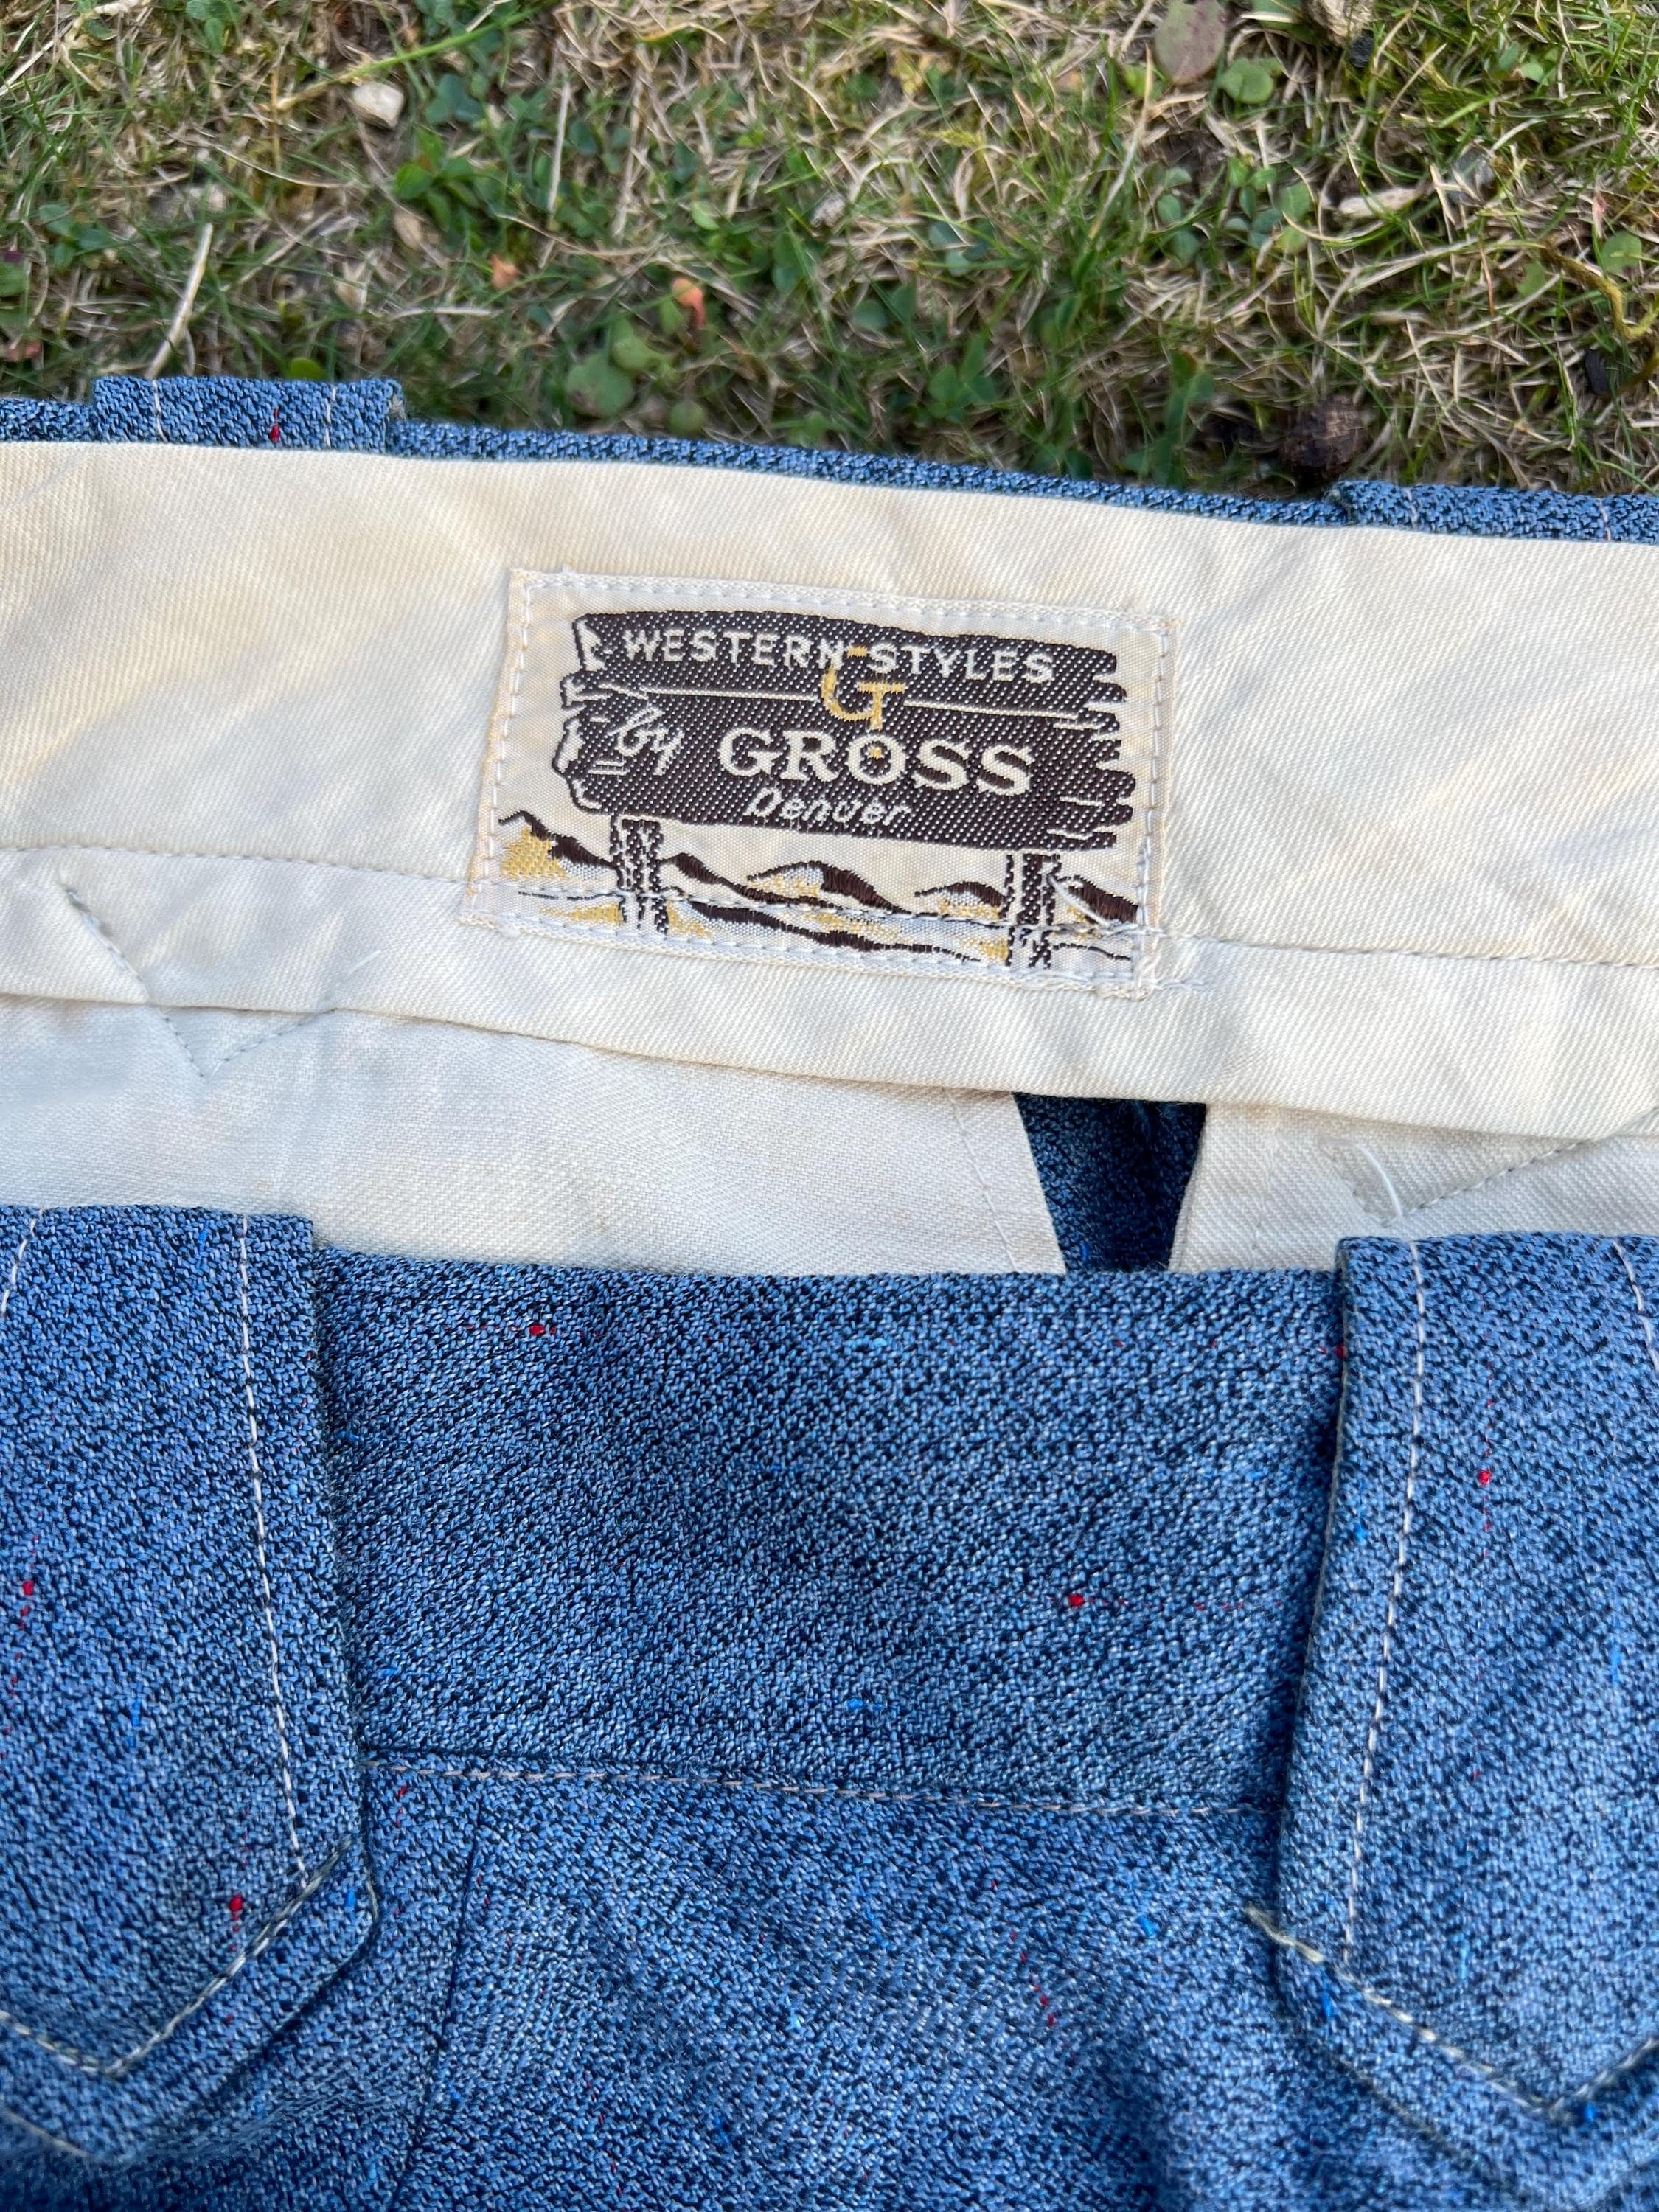 WESTERN STYLES
G
by GROSS
Denver